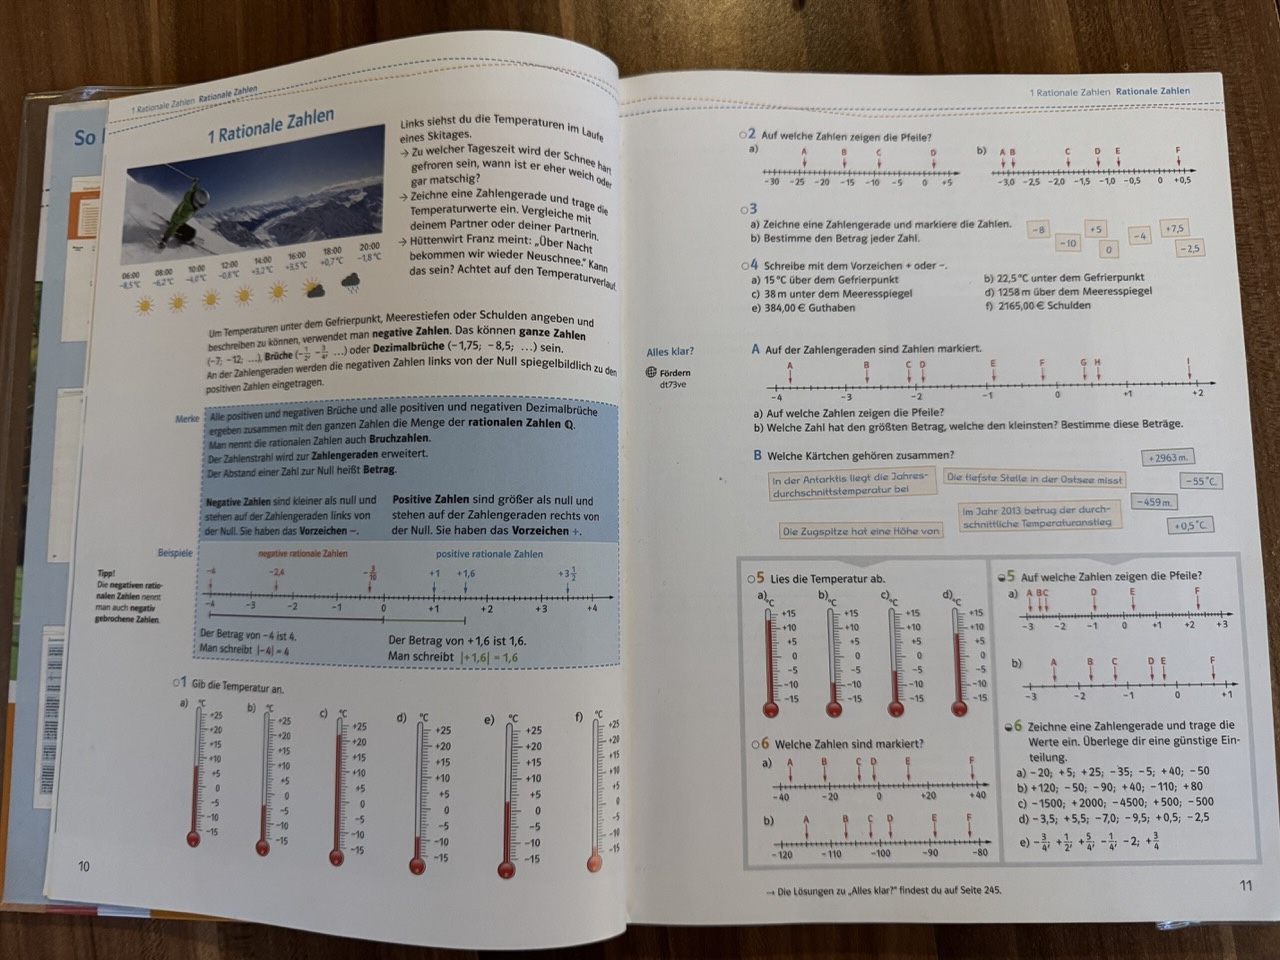 So
1 Rationale Zahlen Rationale Zahlen
1 Rationale Zahlen
06:00 08:00 10:00 12:00 14:00 16:00 18:00 20:00
-8,5°C -6,2°C -4,0°C -0,8°C +3,2°C +3,5°C +0,7°C -1,8°C
Links siehst du die Temperaturen im Laufe
eines Skitages.
→ Zu welcher Tageszeit wird der Schnee hart
gefroren sein, wann ist er eher weich oder
gar matschig?
→ Zeichne eine Zahlengerade und trage die
Temperaturwerte ein. Vergleiche mit
deinem Partner oder deiner Partnerin.
→ Hüttenwirt Franz meint: „Über Nacht
bekommen wir wieder Neuschnee.“ Kann
das sein? Achtet auf den Temperaturverlauf.
Um Temperaturen unter dem Gefrierpunkt, Meerestiefen oder Schulden angeben und
beschreiben zu können, verwendet man negative Zahlen. Das können ganze Zahlen
(-7; -12; …), Brüche (-1/2; -3/4; …) oder Dezimalbrüche (-1,75; -8,5; …) sein.
An der Zahlengeraden werden die negativen Zahlen links von der Null spiegelbildlich zu den
positiven Zahlen eingetragen.
Merke
Alle positiven und negativen Brüche und alle positiven und negativen Dezimalbrüche
ergeben zusammen mit den ganzen Zahlen die Menge der rationalen Zahlen ℚ.
Man nennt die rationalen Zahlen auch Bruchzahlen.
Der Zahlenstrahl wird zur Zahlengeraden erweitert.
Der Abstand einer Zahl zur Null heißt Betrag.
Negative Zahlen sind kleiner als null und
stehen auf der Zahlengeraden links von
der Null. Sie haben das Vorzeichen -.
Positive Zahlen sind größer als null und
stehen auf der Zahlengeraden rechts von
der Null. Sie haben das Vorzeichen +.
Beispiele
negative rationale Zahlen positive rationale Zahlen
-4 -2,6 -3/10 +1 +1,6 +3 1/2
-4 -3 -2 -1 0 +1 +2 +3 +4
Der Betrag von -4 ist 4.
Man schreibt |-4| = 4
Der Betrag von +1,6 ist 1,6.
Man schreibt |+1,6| = 1,6
Tipp!
Die negativen ratio-
nalen Zahlen nennt
man auch negativ
gebrochene Zahlen.
1 Gib die Temperatur an.
a) °C b) °C c) °C d) °C e) °C f) °C
+25 +25 +25 +25 +25 +25
+20 +20 +20 +20 +20 +20
+15 +15 +15 +15 +15 +15
+10 +10 +10 +10 +10 +10
+5 +5 +5 +5 +5 +5
0 0 0 0 0 0
-5 -5 -5 -5 -5 -5
-10 -10 -10 -10 -10 -10
-15 -15 -15 -15 -15 -15
10
1 Rationale Zahlen Rationale Zahlen
2 Auf welche Zahlen zeigen die Pfeile?
a) A B C D
-30 -25 -20 -15 -10 -5 0 +5
b) A B C D E F
-3,0 -2,5 -2,0 -1,5 -1,0 -0,5 0 +0,5
3
a) Zeichne eine Zahlengerade und markiere die Zahlen.
b) Bestimme den Betrag jeder Zahl.
-8 +5 -4 +7,5
-10 0 -2,5
4 Schreibe mit dem Vorzeichen + oder -.
a) 15 °C über dem Gefrierpunkt
b) 22,5 °C unter dem Gefrierpunkt
c) 38 m unter dem Meeresspiegel
d) 1258 m über dem Meeresspiegel
e) 384,00 € Guthaben
f) 2165,00 € Schulden
Alles klar?
Fördern
dt73ve
A Auf der Zahlengeraden sind Zahlen markiert.
A B C D E F G H I
-4 -3 -2 -1 0 +1 +2
a) Auf welche Zahlen zeigen die Pfeile?
b) Welche Zahl hat den größten Betrag, welche den kleinsten? Bestimme diese Beträge.
B Welche Kärtchen gehören zusammen?
In der Antarktis liegt die Jahres-
durchschnittstemperatur bei
Die tiefste Stelle in der Ostsee misst
Im Jahr 2013 betrug der durch-
schnittliche Temperaturanstieg
Die Zugspitze hat eine Höhe von
+2963 m.
-55 °C.
-459 m.
+0,5 °C.
5 Lies die Temperatur ab.
a) °C b) °C c) °C d) °C
+15 +15 +15 +15
+10 +10 +10 +10
+5 +5 +5 +5
0 0 0 0
-5 -5 -5 -5
-10 -10 -10 -10
-15 -15 -15 -15
6 Welche Zahlen sind markiert?
a) A B C D E F
-40 -20 0 +20 +40
b) A B C D E F
-120 -110 -100 -90 -80
5 Auf welche Zahlen zeigen die Pfeile?
a) A B C D E F
-3 -2 -1 0 +1 +2 +3
b) A B C D E F
-3 -2 -1 0 +1
6 Zeichne eine Zahlengerade und trage die
Werte ein. Überlege dir eine günstige Ein-
teilung.
a) -20; +5; +25; -35; -5; +40; -50
b) +120; -50; -90; +40; -110; +80
c) -1500; +2000; -4500; +500; -500
d) -3,5; +5,5; -7,0; -9,5; +0,5; -2,5
e) -3/4; +1/2; +5/4; -1/4; -2; +3/4
→ Die Lösungen zu „Alles klar?“ findest du auf Seite 245.
11